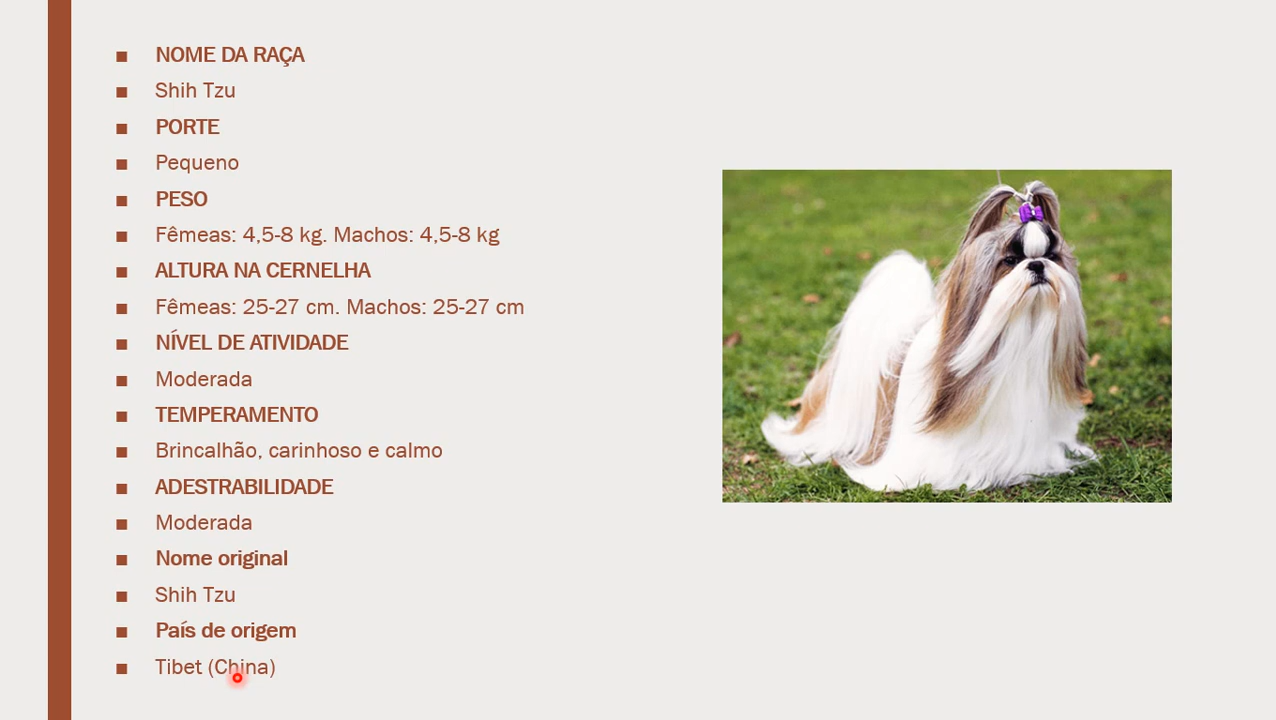 NOME DA RAÇA
Shih Tzu
PORTE
Pequeno
PESO
Fêmeas: 4,5-8 kg. Machos: 4,5-8 kg
ALTURA NA CERNELHA
Fêmeas: 25-27 cm. Machos: 25-27 cm
NÍVEL DE ATIVIDADE
Moderada
TEMPERAMENTO
Brincalhão, carinhoso e calmo
ADESTRABILIDADE
Moderada
Nome original
Shih Tzu
País de origem
Tibet (China)